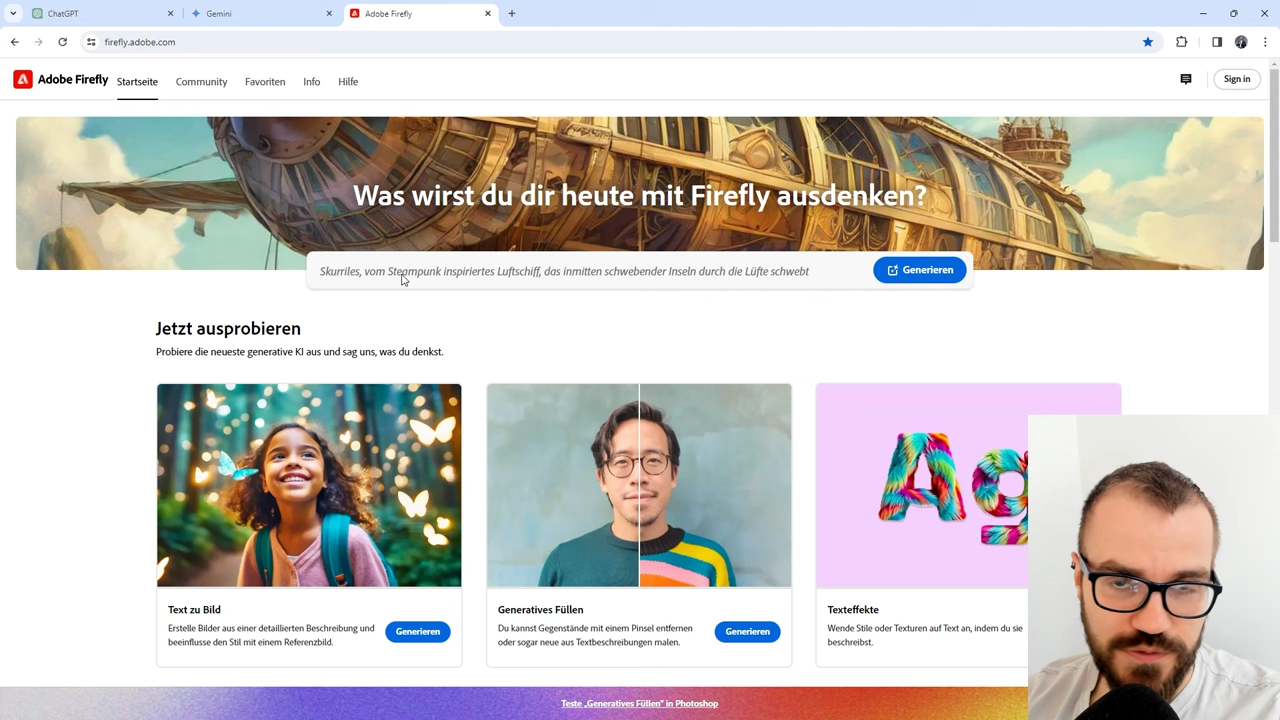 ChatGPT
Gemini
Adobe Firefly
firefly.adobe.com
Adobe Firefly
Startseite
Community
Favoriten
Info
Hilfe
Sign in
Was wirst du dir heute mit Firefly ausdenken?
Skurriles, vom Steampunk inspiriertes Luftschiff, das inmitten schwebender Inseln durch die Lüfte schwebt
Generieren
Jetzt ausprobieren
Probiere die neueste generative KI aus und sag uns, was du denkst.
Ag
Text zu Bild
Erstelle Bilder aus einer detaillierten Beschreibung und
beeinflusse den Stil mit einem Referenzbild.
Generieren
Generatives Füllen
Du kannst Gegenstände mit einem Pinsel entfernen
oder sogar neue aus Textbeschreibungen malen.
Generieren
Texteffekte
Wende Stile oder Texturen auf Text an, indem du sie
beschreibst.
Teste „Generatives Füllen" in Photoshop